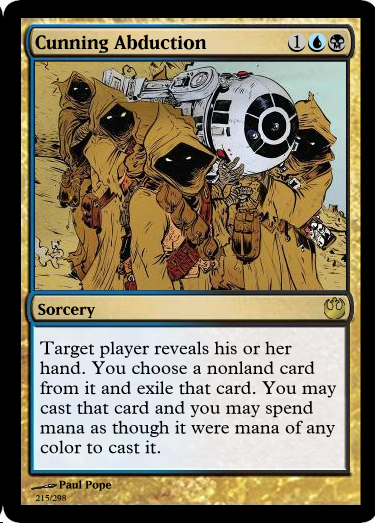 Cunning Abduction 1
Sorcery
Target player reveals his or her
hand. You choose a nonland card
from it and exile that card. You may
cast that card and you may spend
mana as though it were mana of any
color to cast it.
Paul Pope
215/298